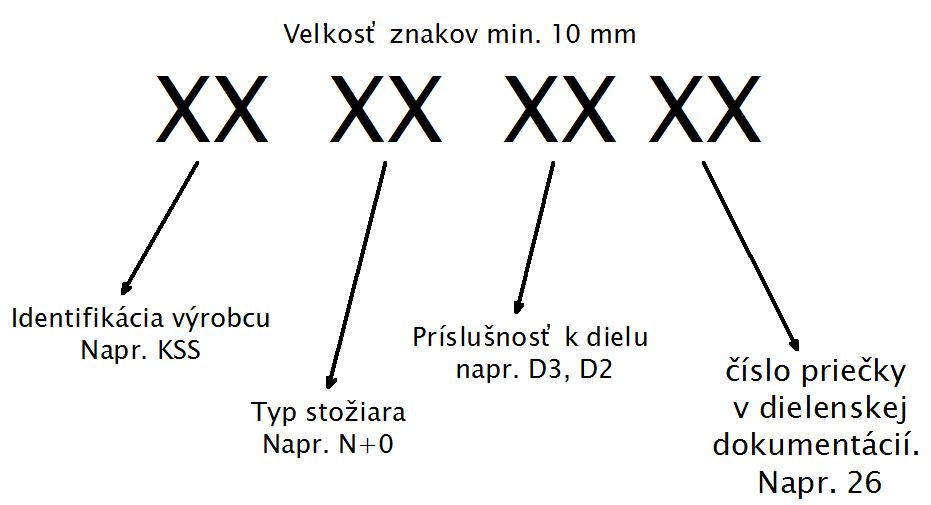 Veľkosť znakov min. 10 mm
XX XX XX XX
Identifikácia výrobcu
Napr. KSS
Typ stožiara
Napr. N+0
Príslušnosť k dielu
napr. D3, D2
číslo priečky
v dielenskej
dokumentácií.
Napr. 26